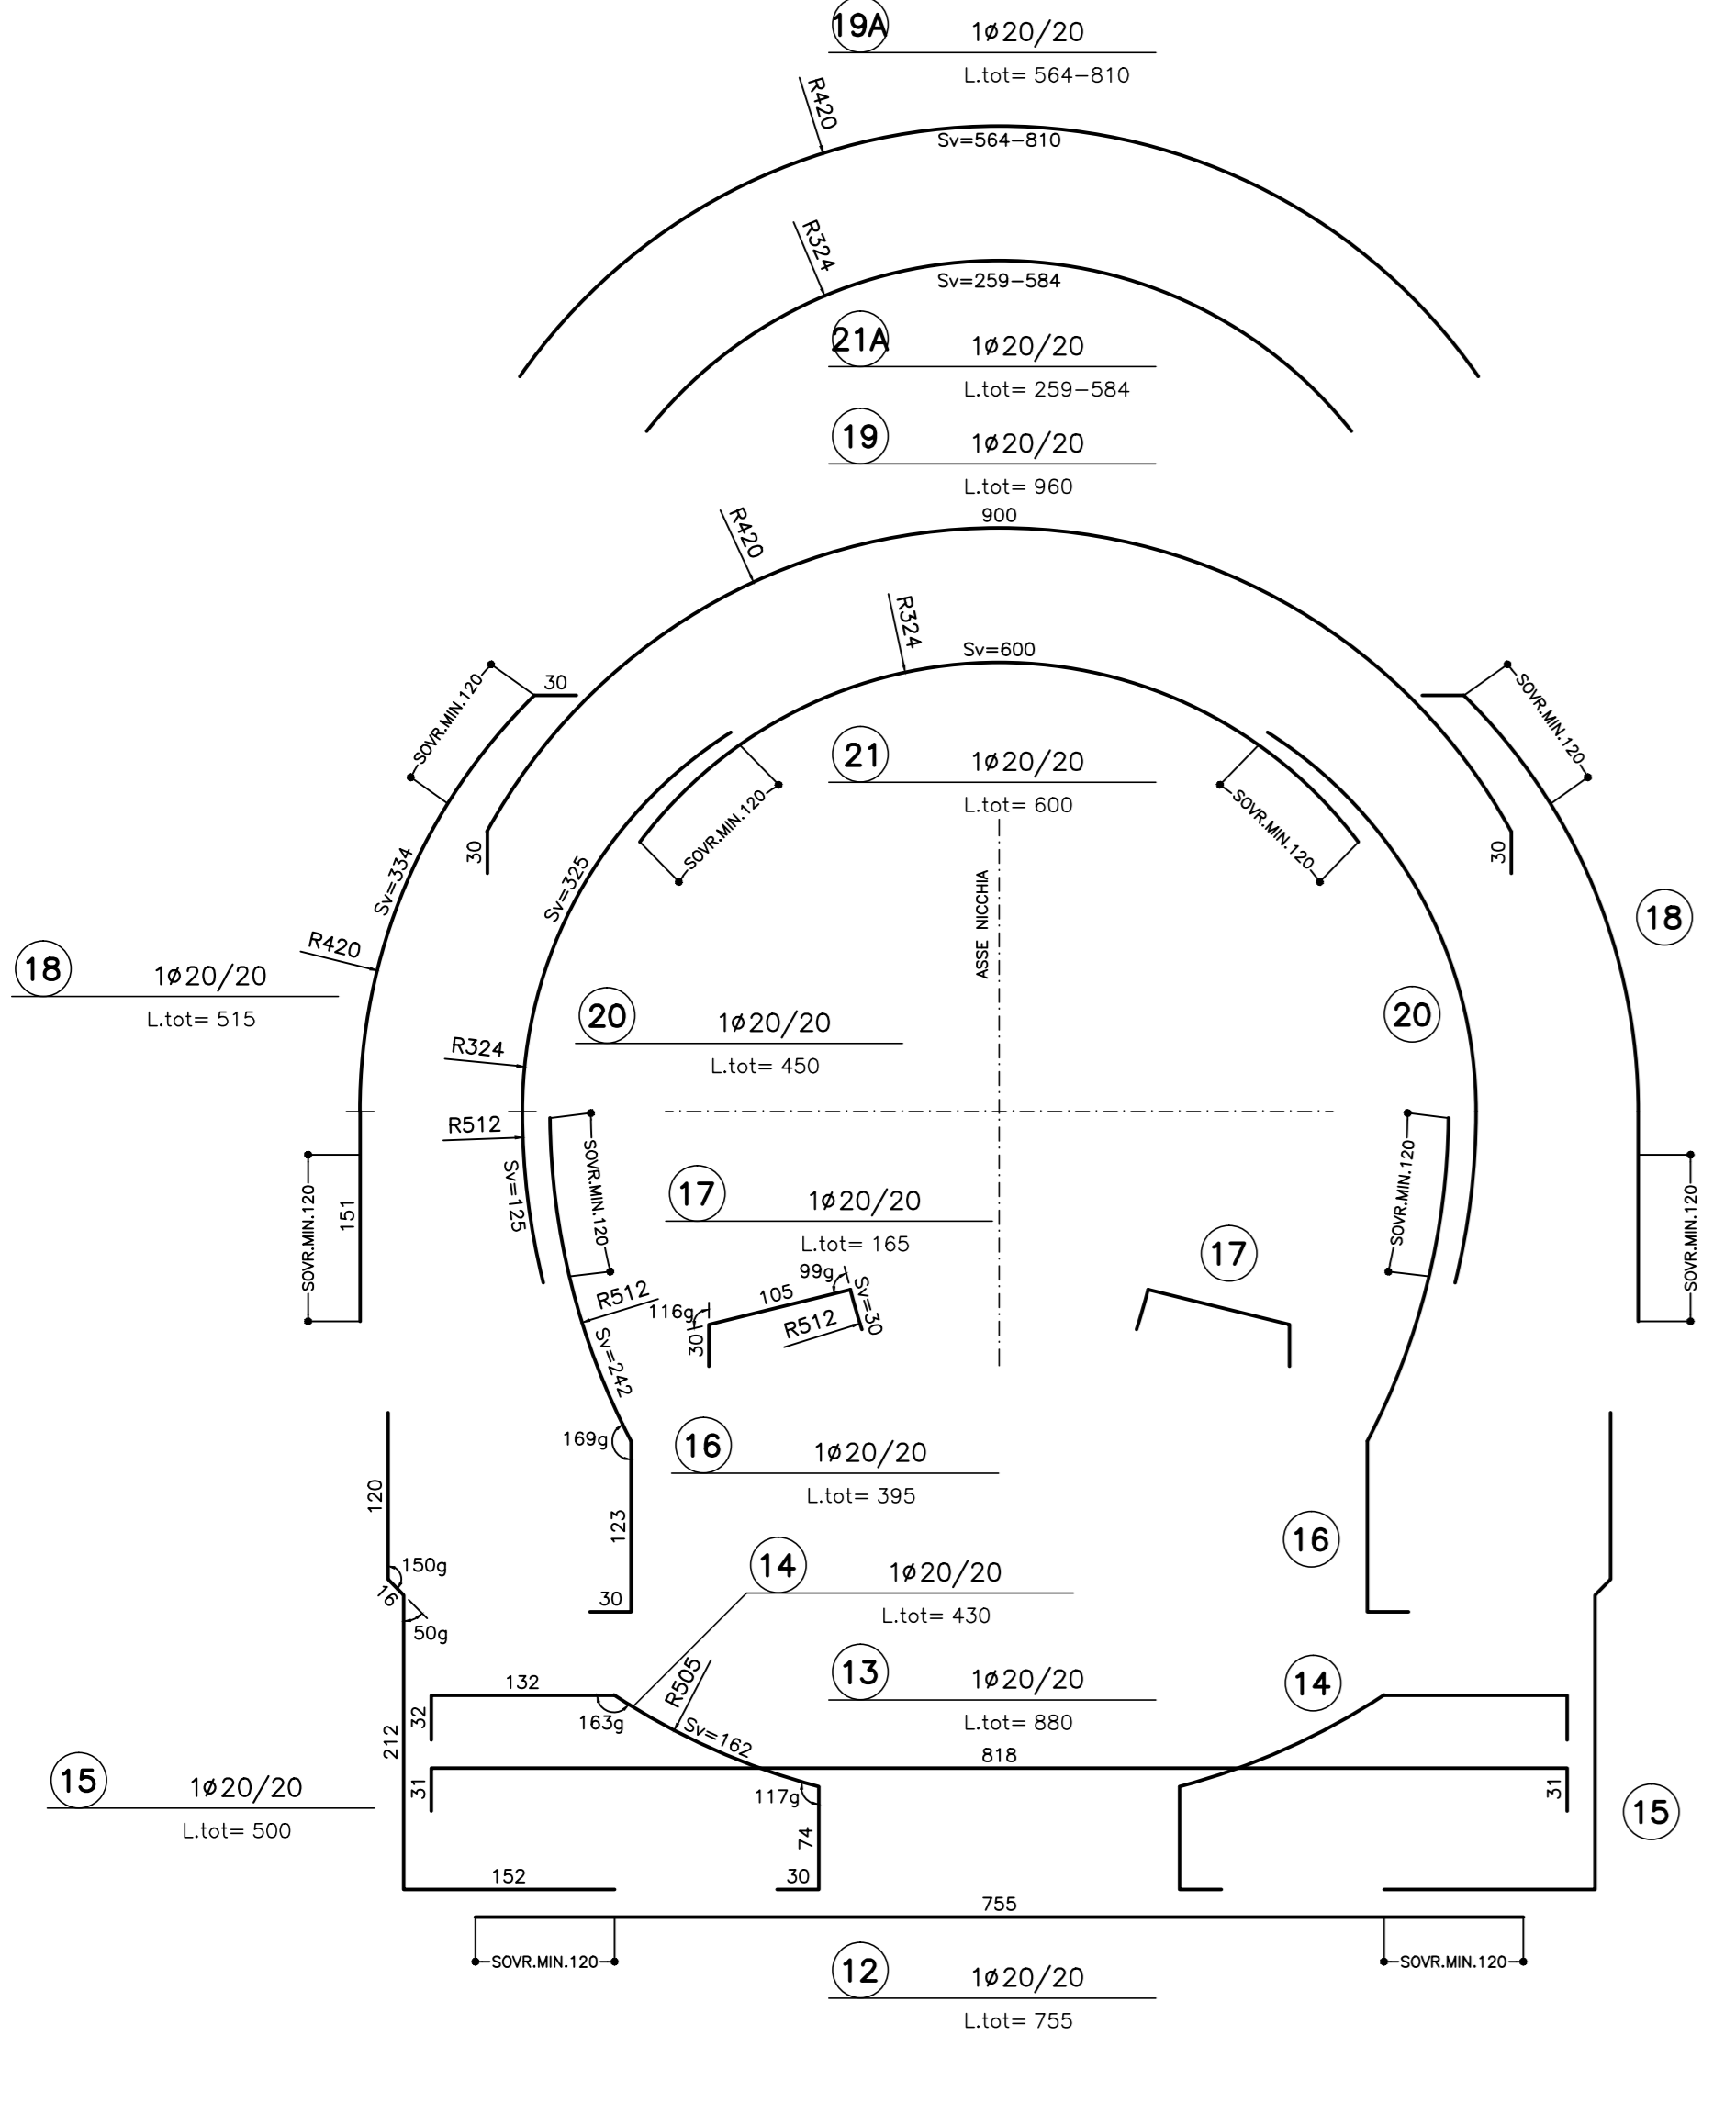 19A
1ø20/20
L.tot= 564-810
R420
Sv=564-810
R324
Sv=259-584
21A
1ø20/20
L.tot= 259-584
19
1ø20/20
L.tot= 960
900
R420
R324
Sv=600
30
SOVR.MIN.120
SOVR.MIN.120
21
1ø20/20
L.tot= 600
SOVR.MIN.120
SOVR.MIN.120
30
30
Sv=334
Sv=325
ASSE NICCHIA
18
R420
18
1ø20/20
L.tot= 515
20
1ø20/20
L.tot= 450
20
R324
R512
SOVR.MIN.120
SOVR.MIN.120
Sv=125
17
1ø20/20
L.tot= 165
SOVR.MIN.120
151
SOVR.MIN.120
17
99g
105
Sv=30
R512
116g
30
R512
Sv=242
169g
16
1ø20/20
L.tot= 395
120
123
16
150g
16
50g
30
14
1ø20/20
L.tot= 430
132
32
163g
R505
Sv=162
13
1ø20/20
L.tot= 880
14
212
818
31
31
117g
15
1ø20/20
L.tot= 500
15
74
152
30
755
SOVR.MIN.120
SOVR.MIN.120
12
1ø20/20
L.tot= 755